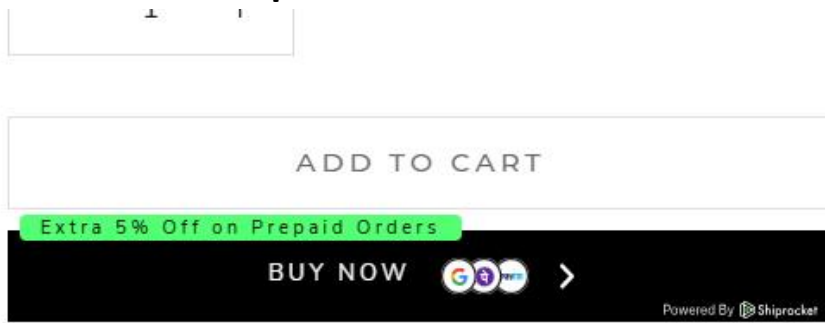 ADD TO CART
Extra 5% Off on Prepaid Orders
BUY NOW
Powered By Shiprocket